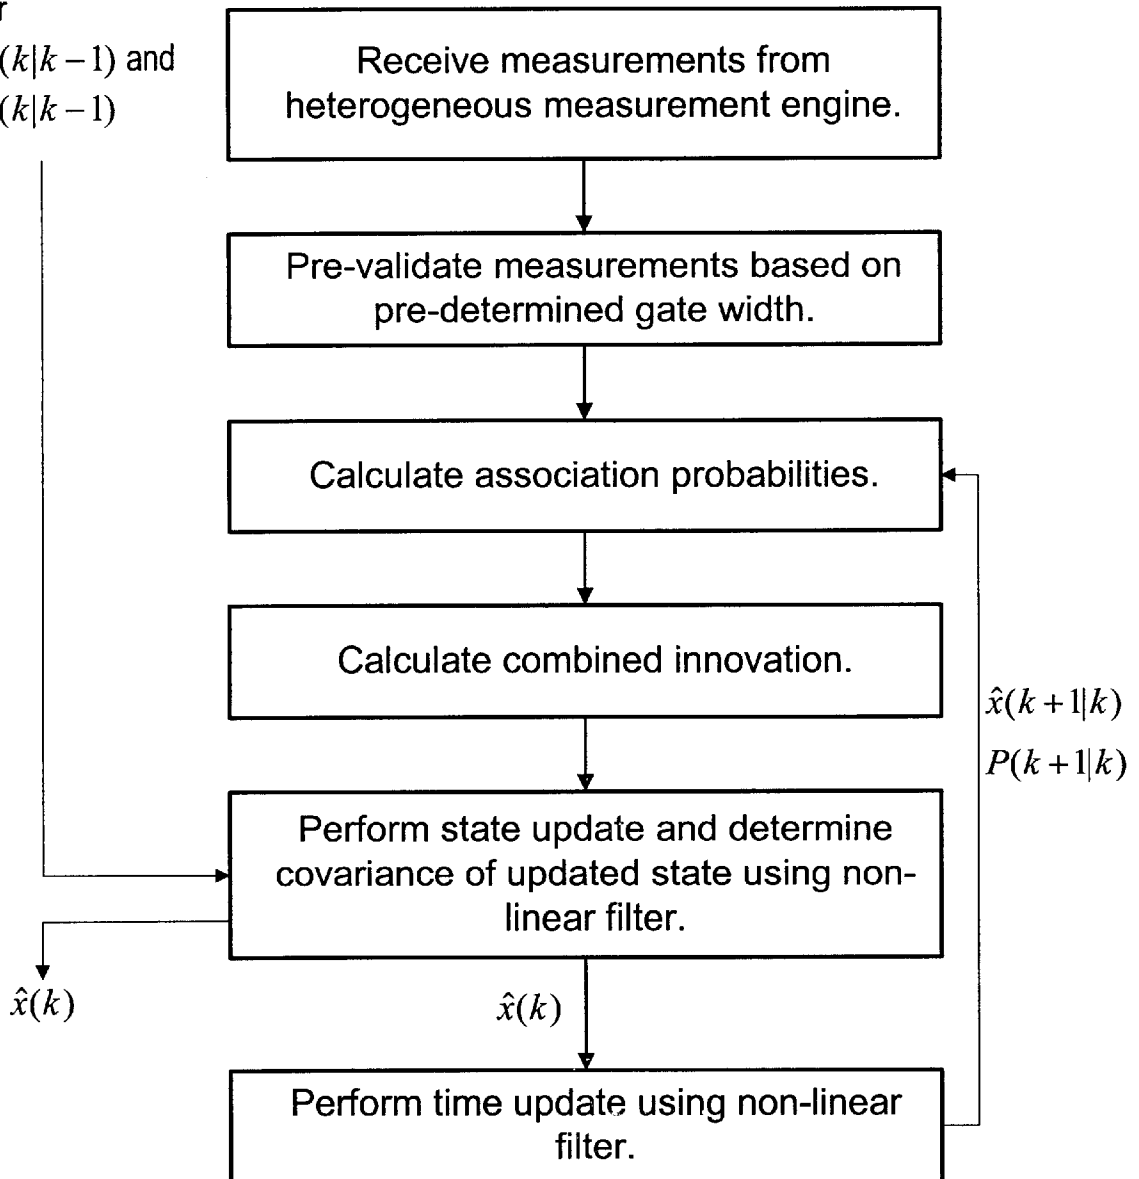 (k|k−1) and
(k|k−1)
Receive measurements from
heterogeneous measurement engine.
Pre-validate measurements based on
pre-determined gate width.
Calculate association probabilities.
Calculate combined innovation.
x̂(k+1|k)
P(k+1|k)
Perform state update and determine
covariance of updated state using non-
linear filter.
x̂(k)
x̂(k)
Perform time update using non-linear
filter.